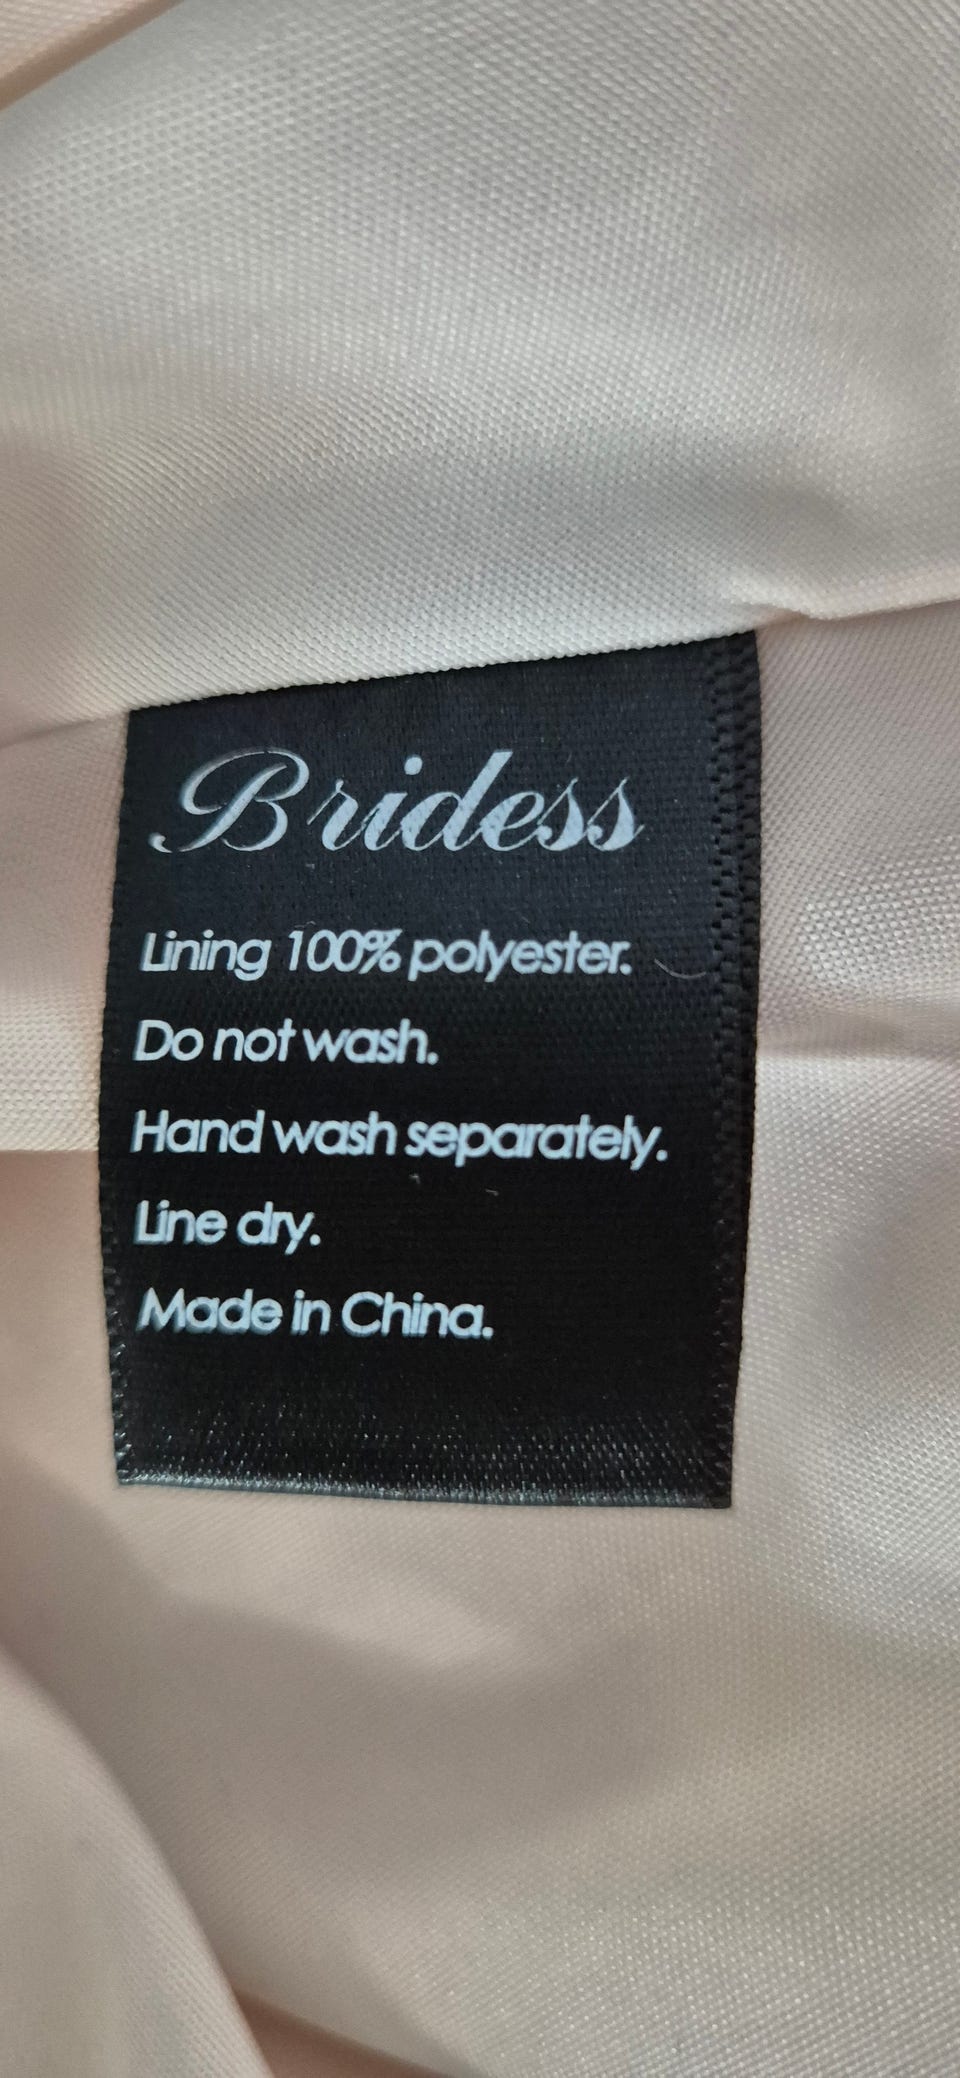 Bridess
Lining 100% polyester.
Do not wash.
Hand wash separately.
Line dry.
Made in China.